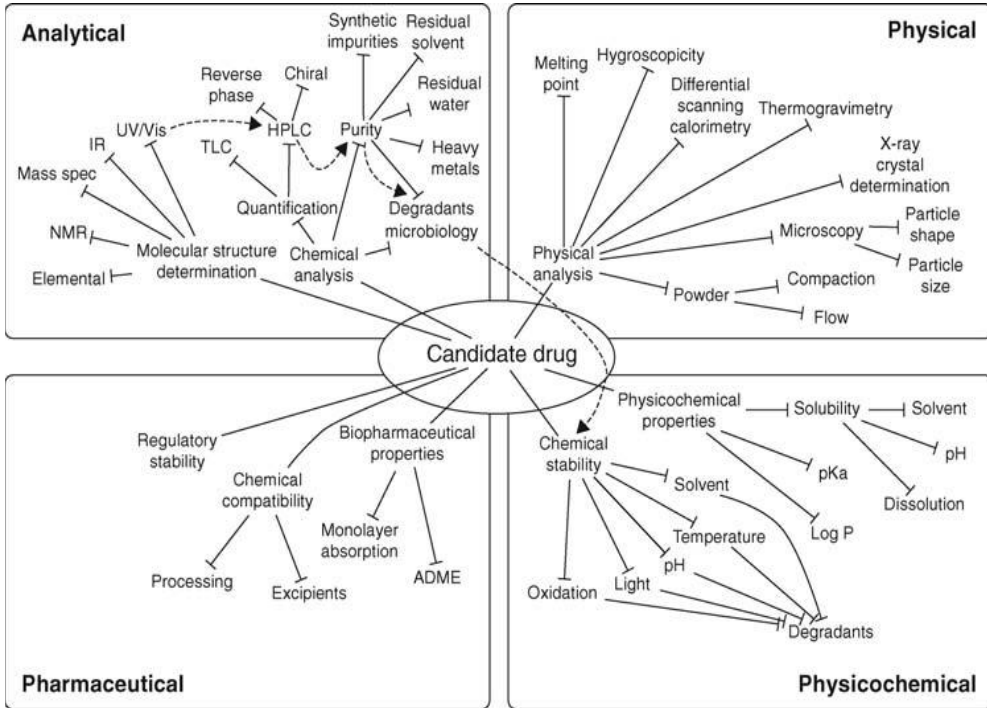 Analytical
Synthetic
impurities
Residual
solvent
Reverse
phase
Chiral
Residual
water
UV/Vis
HPLC
Purity
IR
TLC
Heavy
metals
Mass spec
Quantification
Degradants
microbiology
NMR
Molecular structure
determination
Chemical
analysis
Elemental
Physical
Melting
point
Hygroscopicity
Differential
scanning
calorimetry
Thermogravimetry
X-ray
crystal
determination
Microscopy
Particle
shape
Physical
analysis
Particle
size
Powder
Compaction
Flow
Candidate drug
Regulatory
stability
Biopharmaceutical
properties
Chemical
compatibility
Monolayer
absorption
Processing
Excipients
ADME
Pharmaceutical
Physicochemical
properties
Solubility
Solvent
Chemical
stability
pH
pKa
Solvent
Dissolution
Temperature
Log P
pH
Oxidation
Light
Degradants
Physicochemical